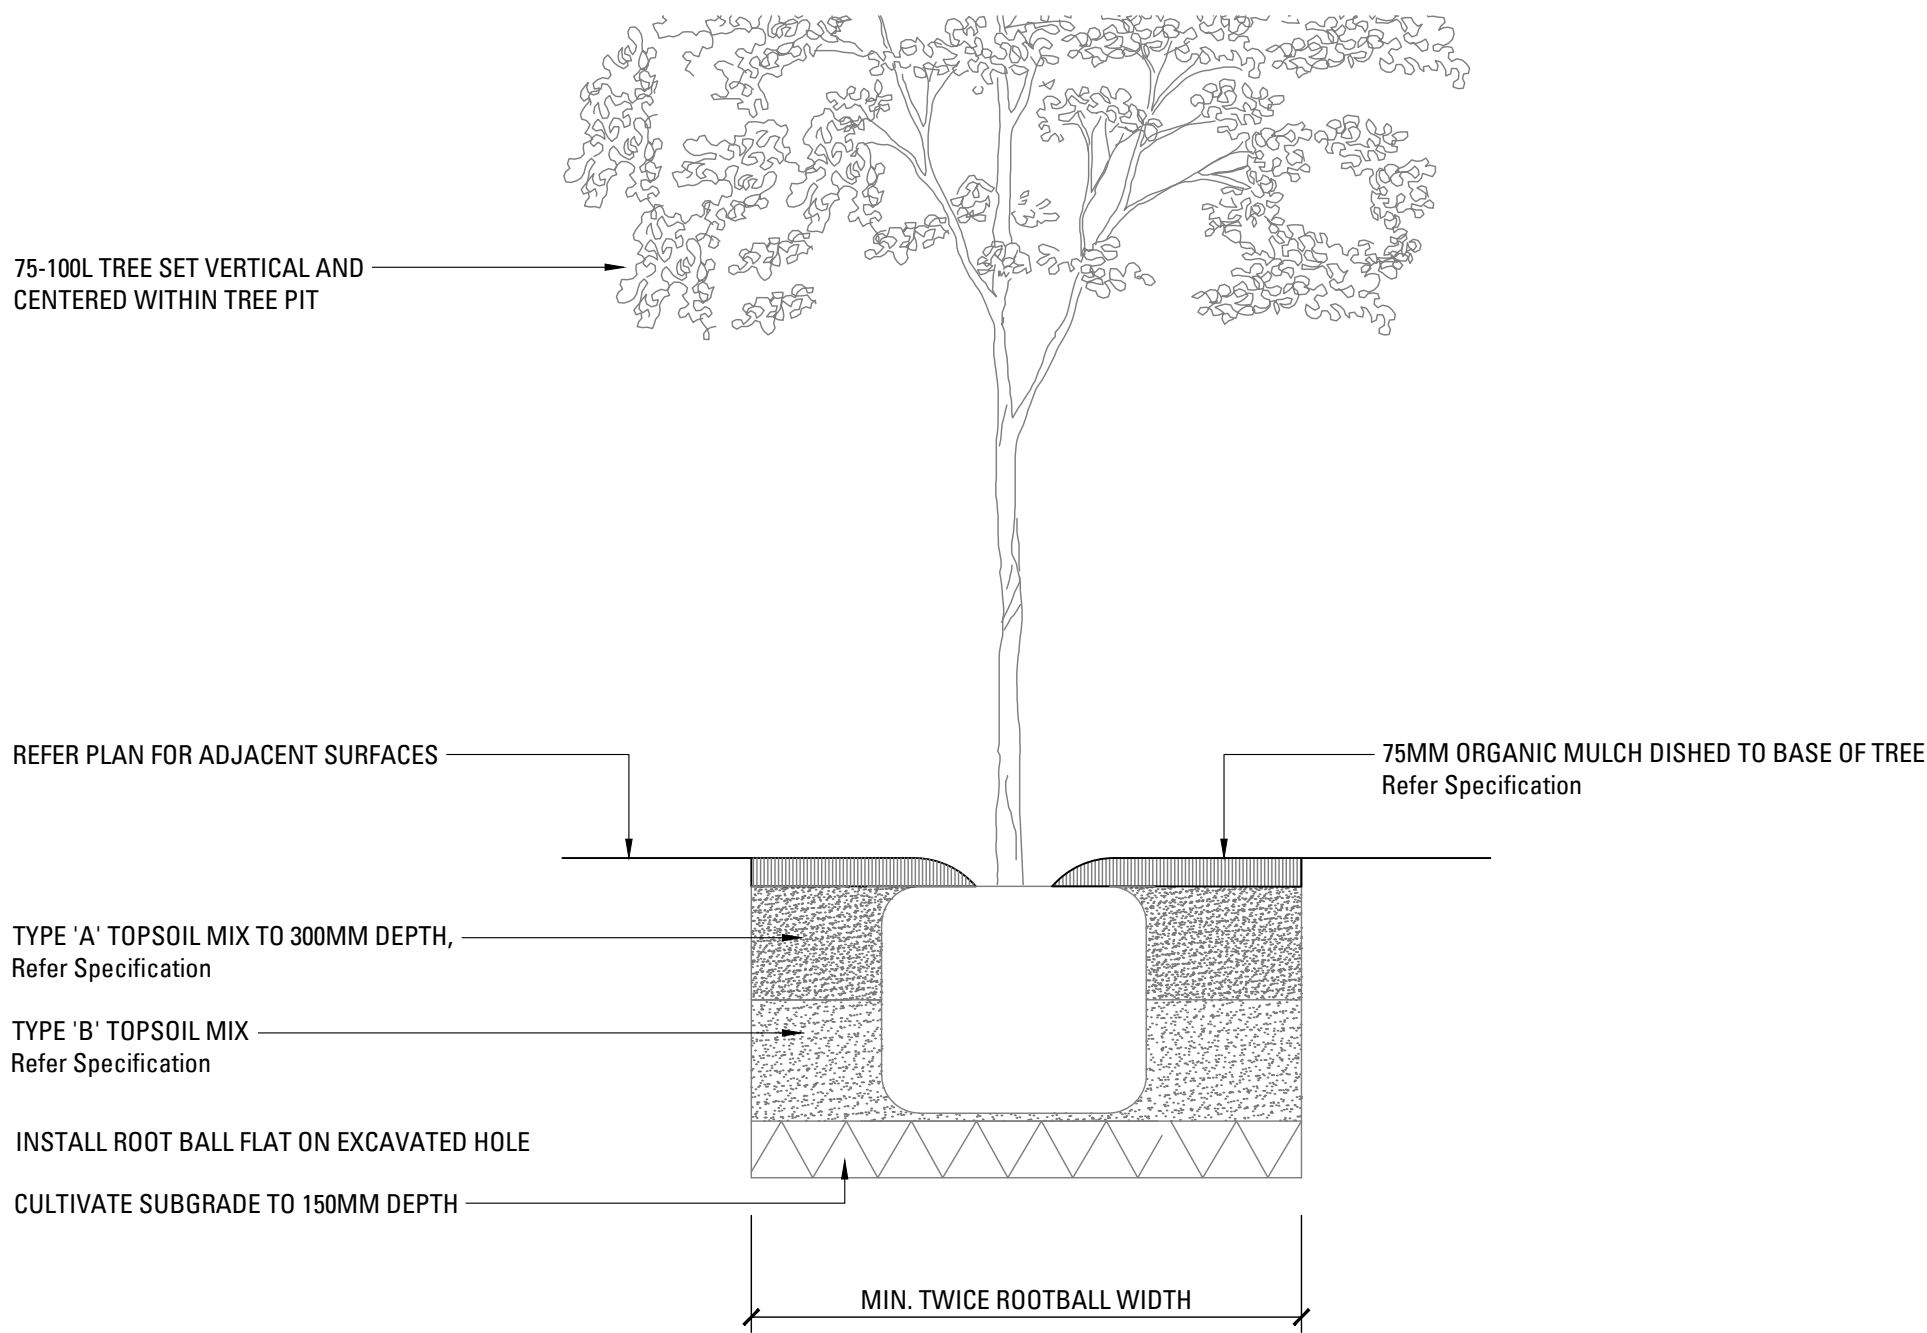 75-100L TREE SET VERTICAL AND
CENTERED WITHIN TREE PIT
REFER PLAN FOR ADJACENT SURFACES
75MM ORGANIC MULCH DISHED TO BASE OF TREE
Refer Specification
TYPE 'A' TOPSOIL MIX TO 300MM DEPTH,
Refer Specification
TYPE 'B' TOPSOIL MIX
Refer Specification
INSTALL ROOT BALL FLAT ON EXCAVATED HOLE
CULTIVATE SUBGRADE TO 150MM DEPTH
MIN. TWICE ROOTBALL WIDTH